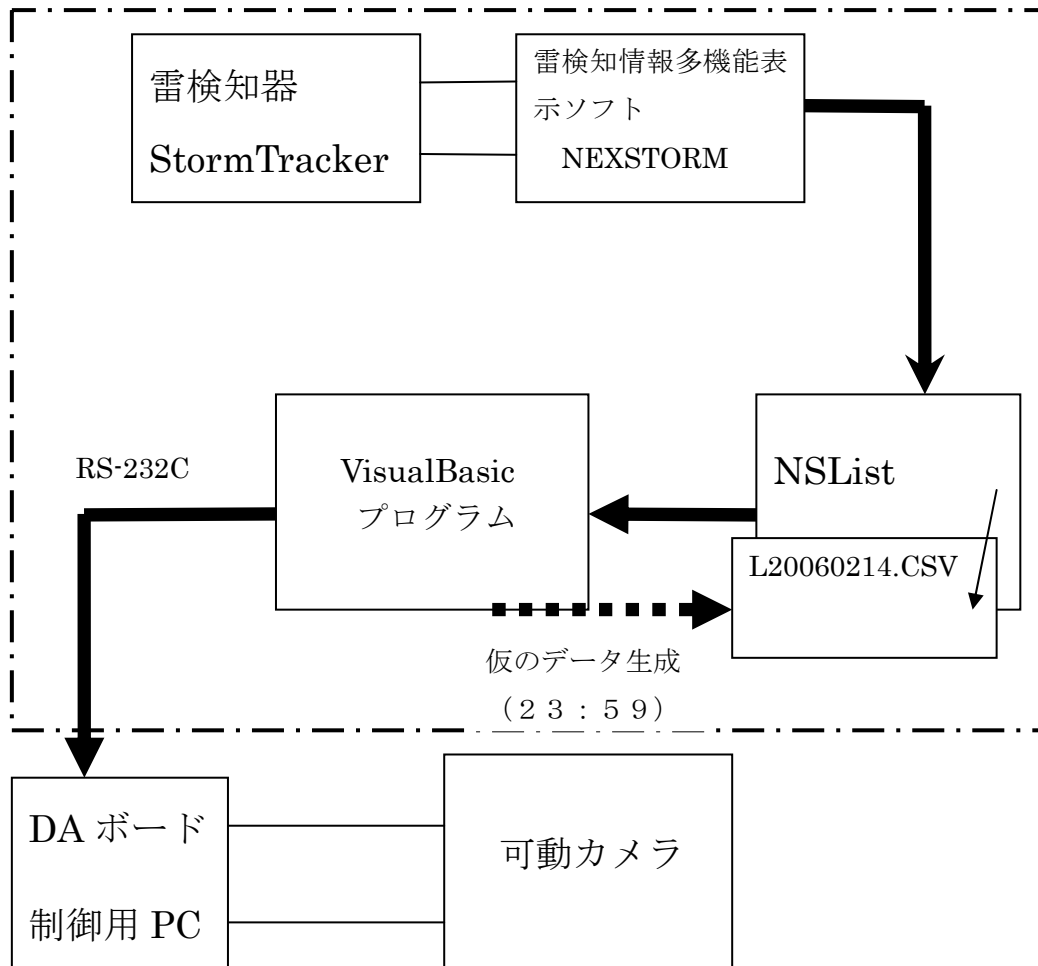 雷検知器
StormTracker
雷検知情報多機能表
示ソフト
NEXSTORM
RS-232C
VisualBasic
プログラム
NSList
L20060214.CSV
仮のデータ生成
(２３:５９)
DA ボード
制御用 PC
可動カメラ